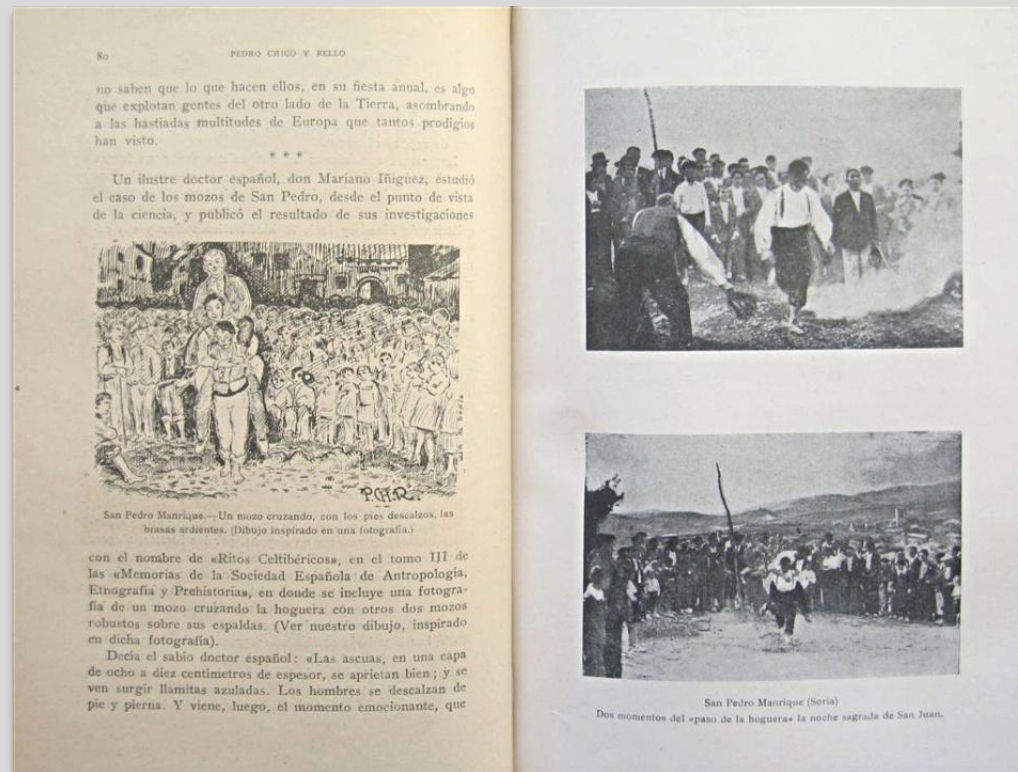 80
PEDRO CHICO Y RELLO
no saben que lo que hacen ellos, en su fiesta anual, es algo
que explotan gentes del otro lado de la Tierra, asombrando
a las hastiadas multitudes de Europa que tantos prodigios
han visto.
* * *
Un ilustre doctor español, don Mariano Iñiguez, estudió
el caso de los mozos de San Pedro, desde el punto de vista
de la ciencia, y publicó el resultado de sus investigaciones
P.CH.R.
San Pedro Manrique.—Un mozo cruzando, con los pies descalzos, las
brasas ardientes. (Dibujo inspirado en una fotografía.)
con el nombre de «Ritos Celtibéricos», en el tomo III de
las «Memorias de la Sociedad Española de Antropología,
Etnografía y Prehistoria», en donde se incluye una fotogra-
fía de un mozo cruzando la hoguera con otros dos mozos
robustos sobre sus espaldas. (Ver nuestro dibujo, inspirado
en dicha fotografía).
Decía el sabio doctor español: «Las ascuas, en una capa
de ocho a diez centímetros de espesor, se aprietan bien; y se
ven surgir llamitas azuladas. Los hombres se descalzan de
pie y pierna. Y viene, luego, el momento emocionante, que
San Pedro Manrique (Soria)
Dos momentos del «paso de la hoguera» la noche sagrada de San Juan.